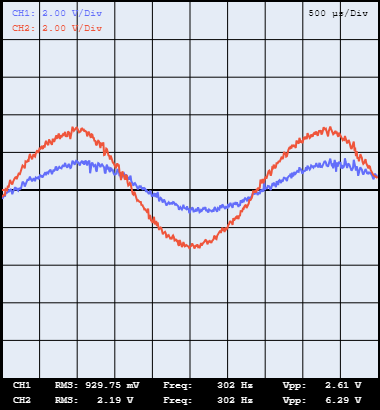 CH1: 2.00 V/Div 500 µs/Div
CH2: 2.00 V/Div
CH1 RMS: 929.75 mV Freq: 302 Hz Vpp: 2.61 V
CH2 RMS: 2.19 V Freq: 302 Hz Vpp: 6.29 V